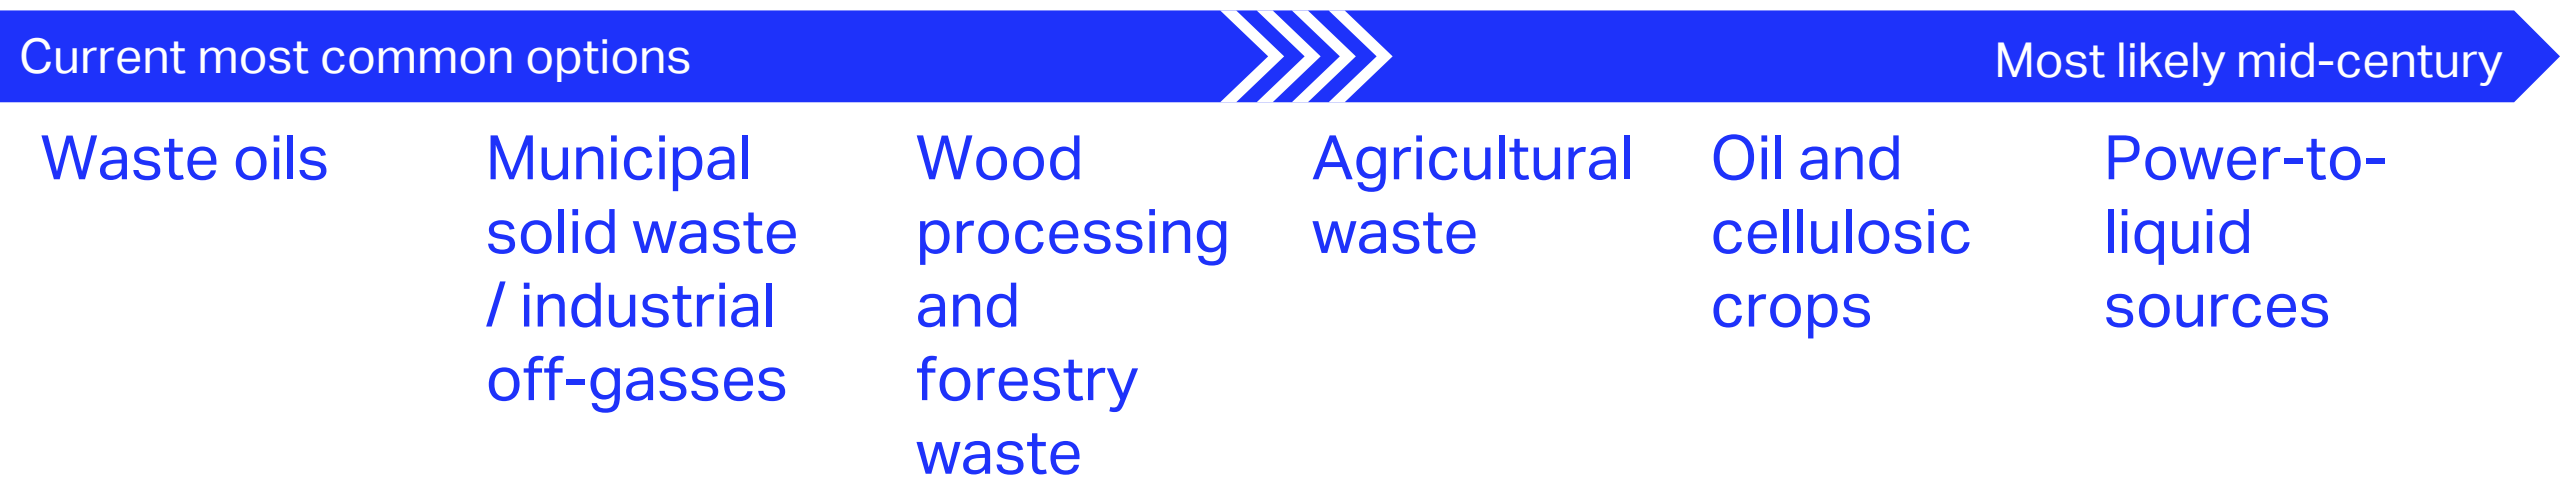 Current most common options
Most likely mid-century
Waste oils
Municipal
solid waste
/ industrial
off-gasses
Wood
processing
and
forestry
waste
Agricultural
waste
Oil and
cellulosic
crops
Power-to-
liquid
sources